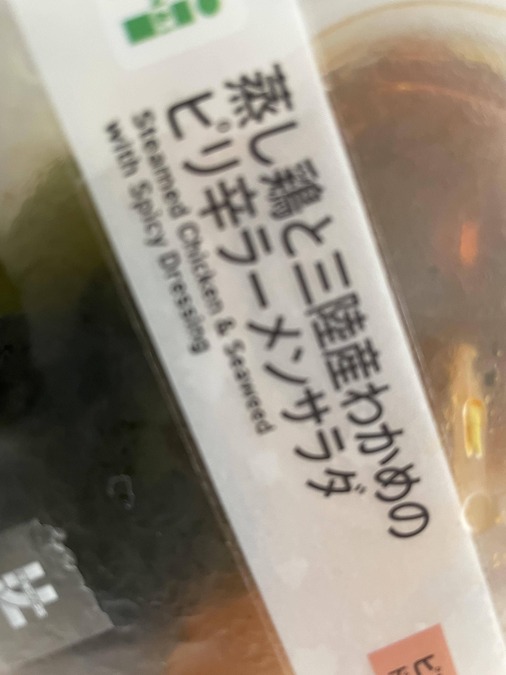 蒸し鶏と三陸産わかめの
ピリ辛ラーメンサラダ
Steamed Chicken & Seaweed
with Spicy Dressing